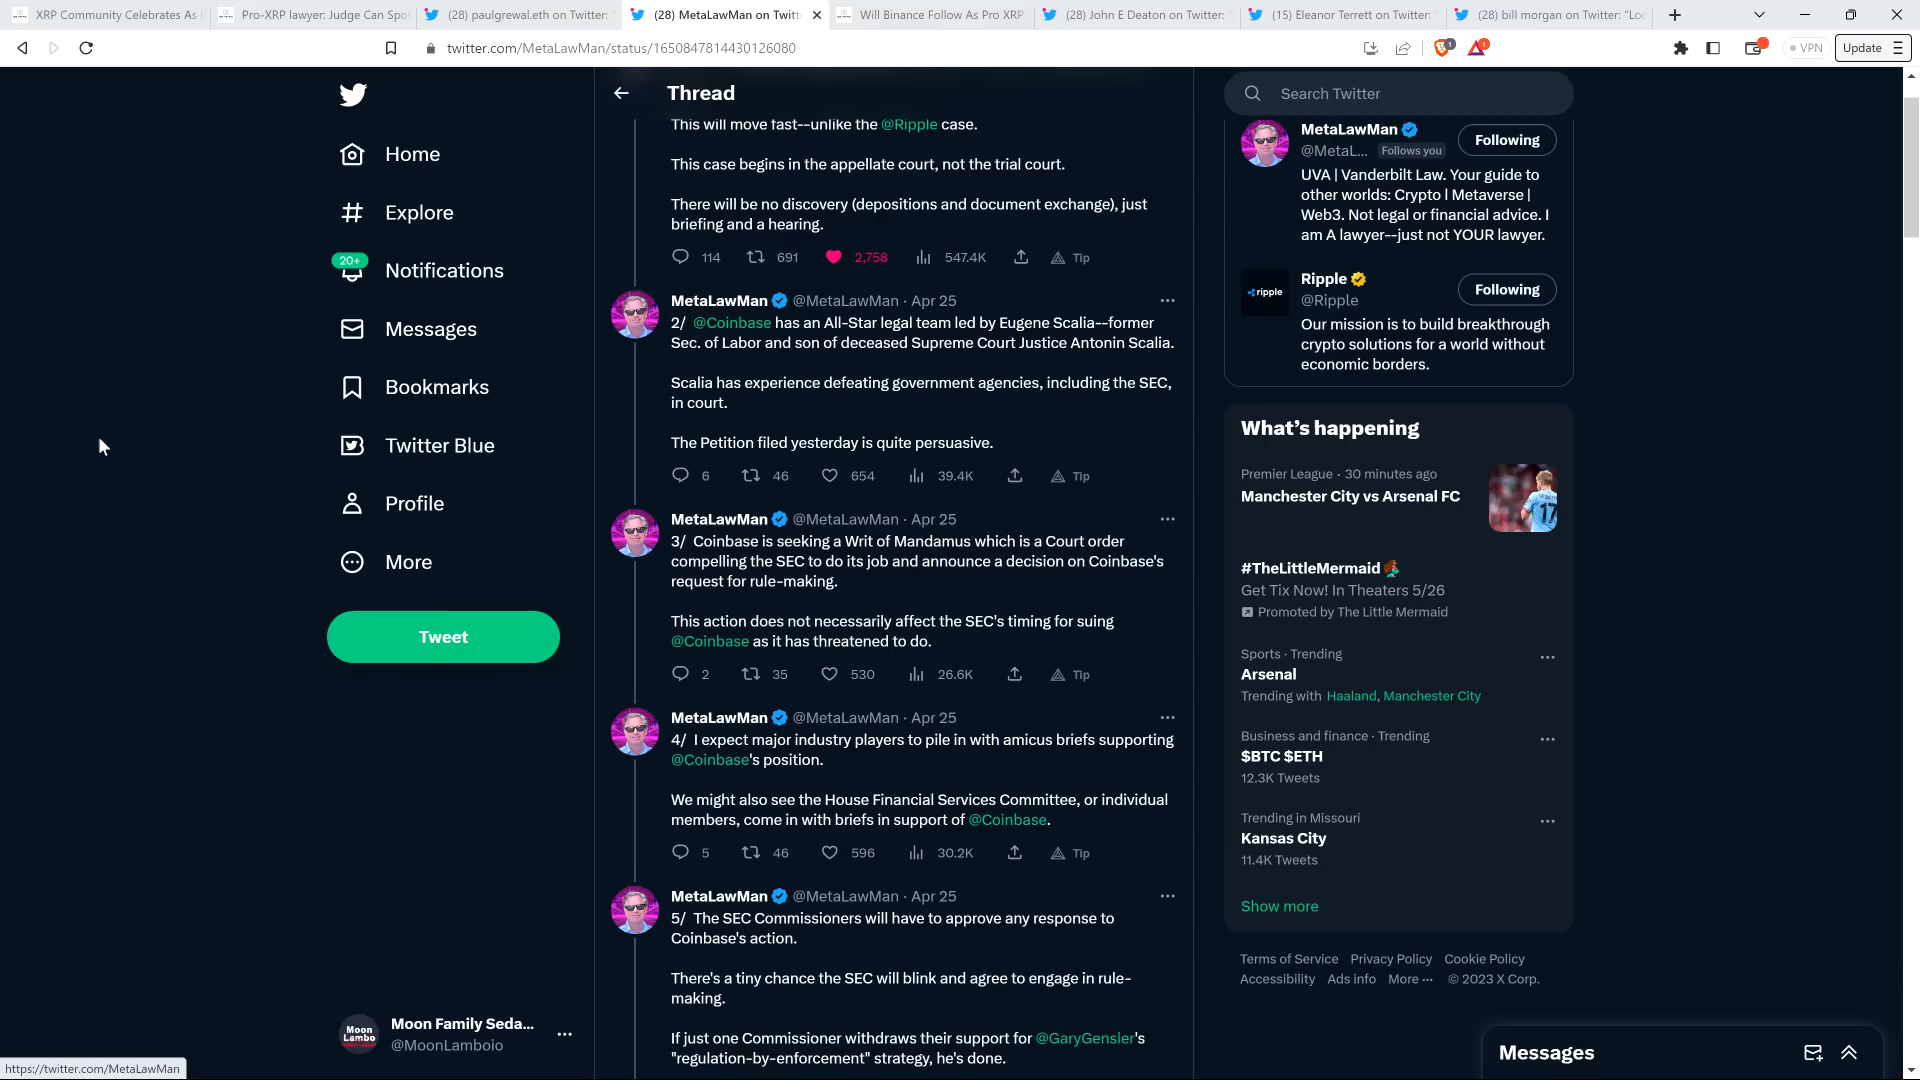 XRP Community Celebrates As
Pro-XRP lawyer: Judge Can Spo
(28) paulgrewal.eth on Twitter:
(28) MetaLawMan on Twitt
Will Binance Follow As Pro XRP
(28) John E Deaton on Twitter: "
(15) Eleanor Terrett on Twitter: "
(28) bill morgan on Twitter: "Loo
twitter.com/MetaLawMan/status/1650847814430126080
1
1
VPN
Update
Home
Explore
20+
Notifications
Messages
Bookmarks
Twitter Blue
Profile
More
Tweet
Moon Lambo
Moon Family Seda...
@MoonLamboio
https://twitter.com/MetaLawMan
Thread
This will move fast--unlike the @Ripple case.
This case begins in the appellate court, not the trial court.
There will be no discovery (depositions and document exchange), just
briefing and a hearing.
114 691 2,758 547.4K Tip
MetaLawMan @MetaLawMan · Apr 25
2/ @Coinbase has an All-Star legal team led by Eugene Scalia--former
Sec. of Labor and son of deceased Supreme Court Justice Antonin Scalia.
Scalia has experience defeating government agencies, including the SEC,
in court.
The Petition filed yesterday is quite persuasive.
6 46 654 39.4K Tip
MetaLawMan @MetaLawMan · Apr 25
3/ Coinbase is seeking a Writ of Mandamus which is a Court order
compelling the SEC to do its job and announce a decision on Coinbase's
request for rule-making.
This action does not necessarily affect the SEC's timing for suing
@Coinbase as it has threatened to do.
2 35 530 26.6K Tip
MetaLawMan @MetaLawMan · Apr 25
4/ I expect major industry players to pile in with amicus briefs supporting
@Coinbase's position.
We might also see the House Financial Services Committee, or individual
members, come in with briefs in support of @Coinbase.
5 46 596 30.2K Tip
MetaLawMan @MetaLawMan · Apr 25
5/ The SEC Commissioners will have to approve any response to
Coinbase's action.
There's a tiny chance the SEC will blink and agree to engage in rule-
making.
If just one Commissioner withdraws their support for @GaryGensler's
"regulation-by-enforcement" strategy, he's done.
Search Twitter
MetaLawMan
@MetaL... Follows you
Following
UVA | Vanderbilt Law. Your guide to
other worlds: Crypto | Metaverse |
Web3. Not legal or financial advice. I
am A lawyer--just not YOUR lawyer.
ripple
Ripple
@Ripple
Following
Our mission is to build breakthrough
crypto solutions for a world without
economic borders.
What's happening
Premier League · 30 minutes ago
Manchester City vs Arsenal FC
17
#TheLittleMermaid
Get Tix Now! In Theaters 5/26
Promoted by The Little Mermaid
Sports · Trending
Arsenal
Trending with Haaland, Manchester City
Business and finance · Trending
$BTC $ETH
12.3K Tweets
Trending in Missouri
Kansas City
11.4K Tweets
Show more
Terms of Service Privacy Policy Cookie Policy
Accessibility Ads info More ··· © 2023 X Corp.
Messages